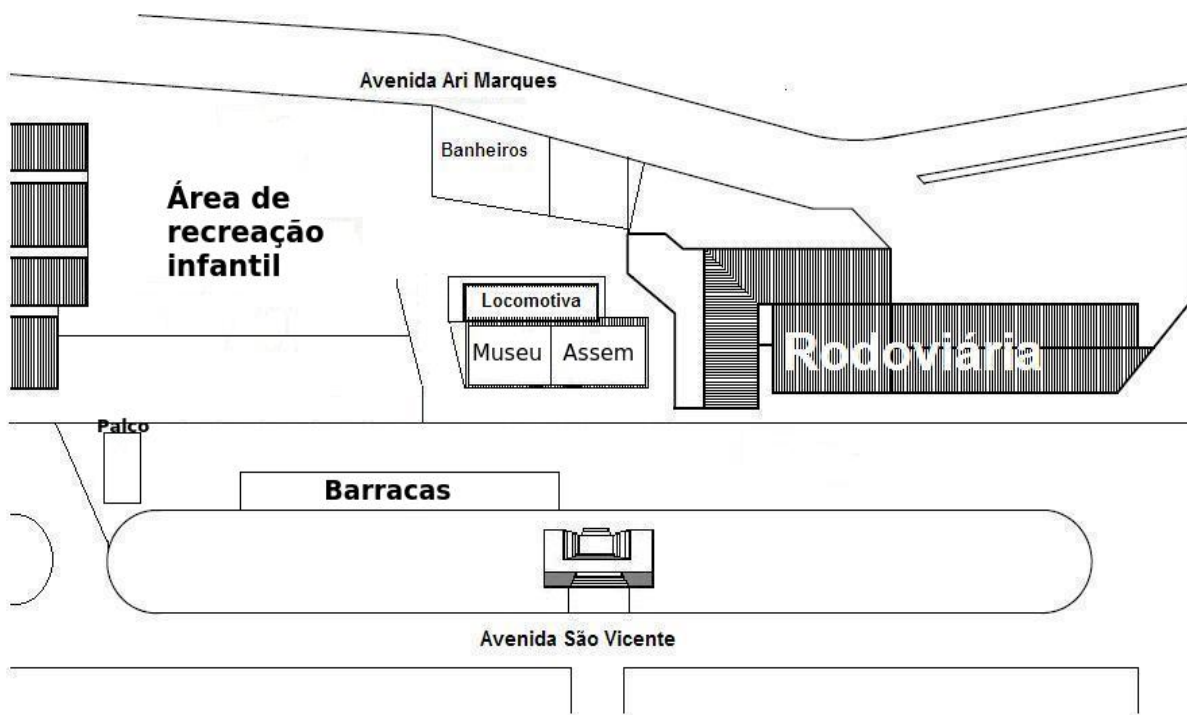 Avenida Ari Marques
Banheiros
Área de
recreação
infantil
Locomotiva
Museu
Assem
Rodoviária
Palco
Barracas
Avenida São Vicente